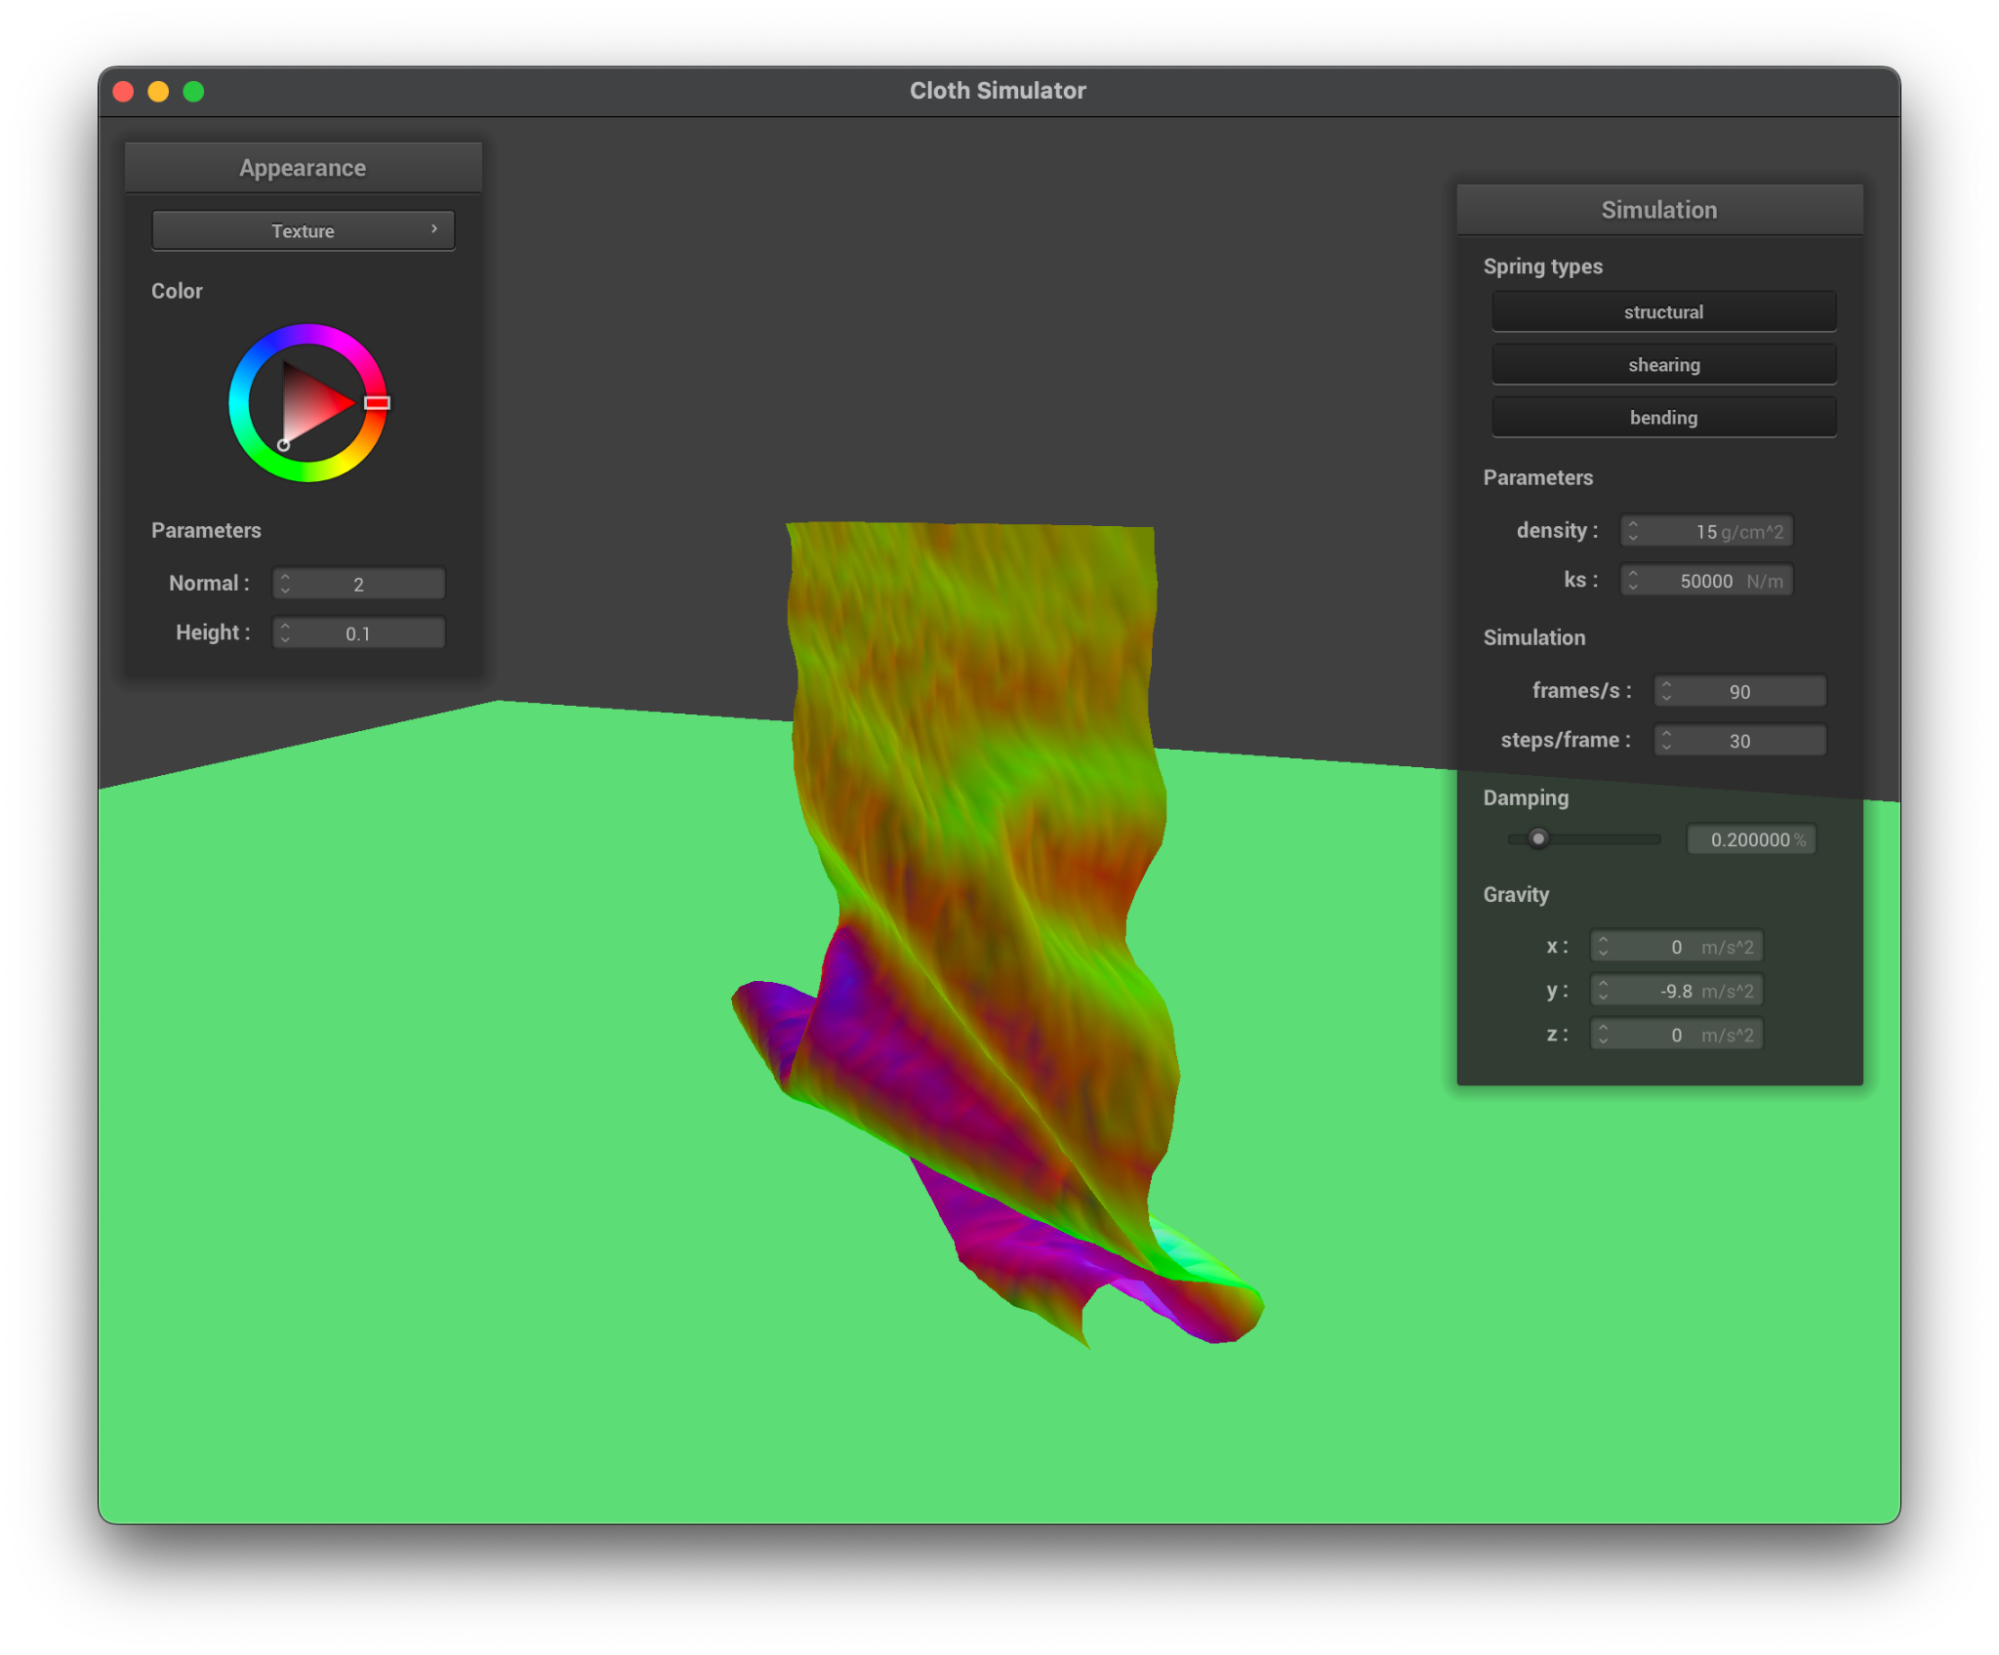 Cloth Simulator
Appearance
Texture
Color
Parameters
Normal : 2
Height : 0.1
Simulation
Spring types
structural
shearing
bending
Parameters
density : 15 g/cm^2
ks : 50000 N/m
Simulation
frames/s : 90
steps/frame : 30
Damping
0.200000 %
Gravity
x : 0 m/s^2
y : -9.8 m/s^2
z : 0 m/s^2